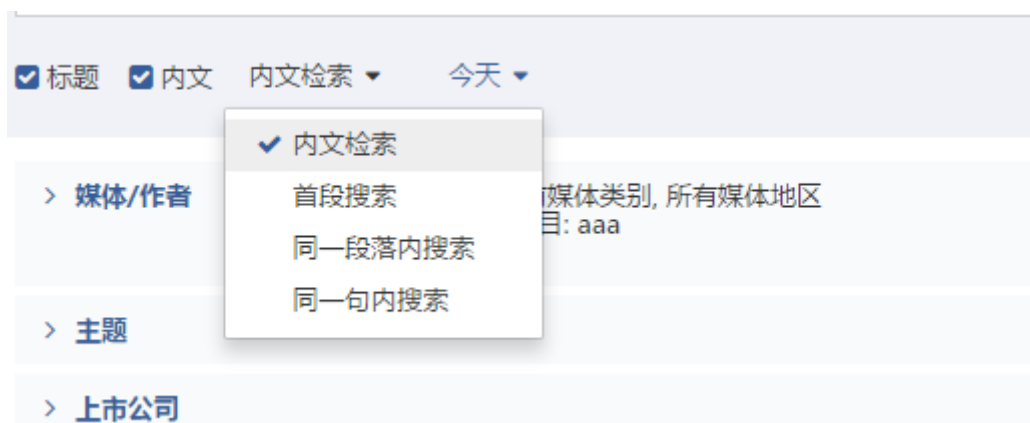 标题 内文 内文检索 今天
内文检索
首段搜索
同一段落内搜索
同一句内搜索
媒体/作者
媒体类别, 所有媒体地区
目: aaa
主题
上市公司